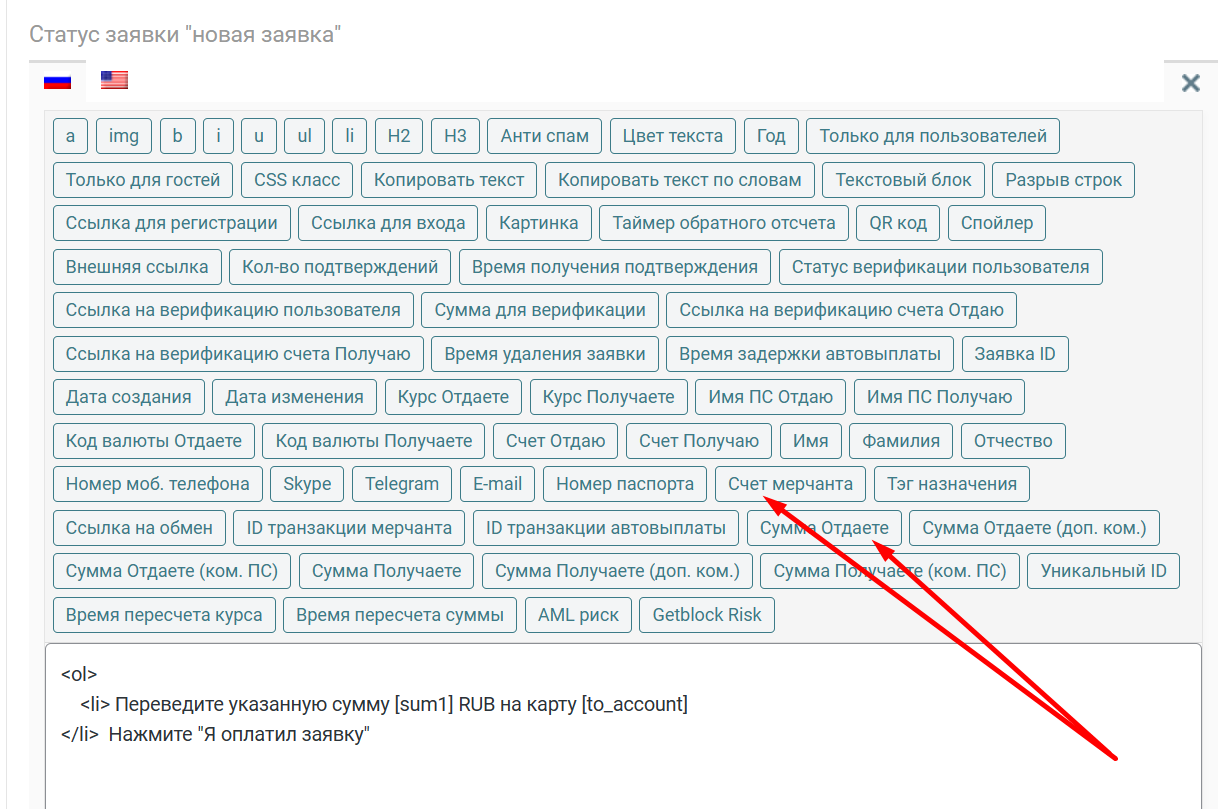 Статус заявки "новая заявка"
a img b i u ul li H2 H3 Анти спам Цвет текста Год Только для пользователей
Только для гостей CSS класс Копировать текст Копировать текст по словам Текстовый блок Разрыв строк
Ссылка для регистрации Ссылка для входа Картинка Таймер обратного отсчета QR код Спойлер
Внешняя ссылка Кол-во подтверждений Время получения подтверждения Статус верификации пользователя
Ссылка на верификацию пользователя Сумма для верификации Ссылка на верификацию счета Отдаю
Ссылка на верификацию счета Получаю Время удаления заявки Время задержки автовыплаты Заявка ID
Дата создания Дата изменения Курс Отдаете Курс Получаете Имя ПС Отдаю Имя ПС Получаю
Код валюты Отдаете Код валюты Получаете Счет Отдаю Счет Получаю Имя Фамилия Отчество
Номер моб. телефона Skype Telegram E-mail Номер паспорта Счет мерчанта Тэг назначения
Ссылка на обмен ID транзакции мерчанта ID транзакции автовыплаты Сумма Отдаете Сумма Отдаете (доп. ком.)
Сумма Отдаете (ком. ПС) Сумма Получаете Сумма Получаете (доп. ком.) Сумма Получаете (ком. ПС) Уникальный ID
Время пересчета курса Время пересчета суммы AML риск Getblock Risk
<ol>
<li> Переведите указанную сумму [sum1] RUB на карту [to_account]
</li> Нажмите "Я оплатил заявку"